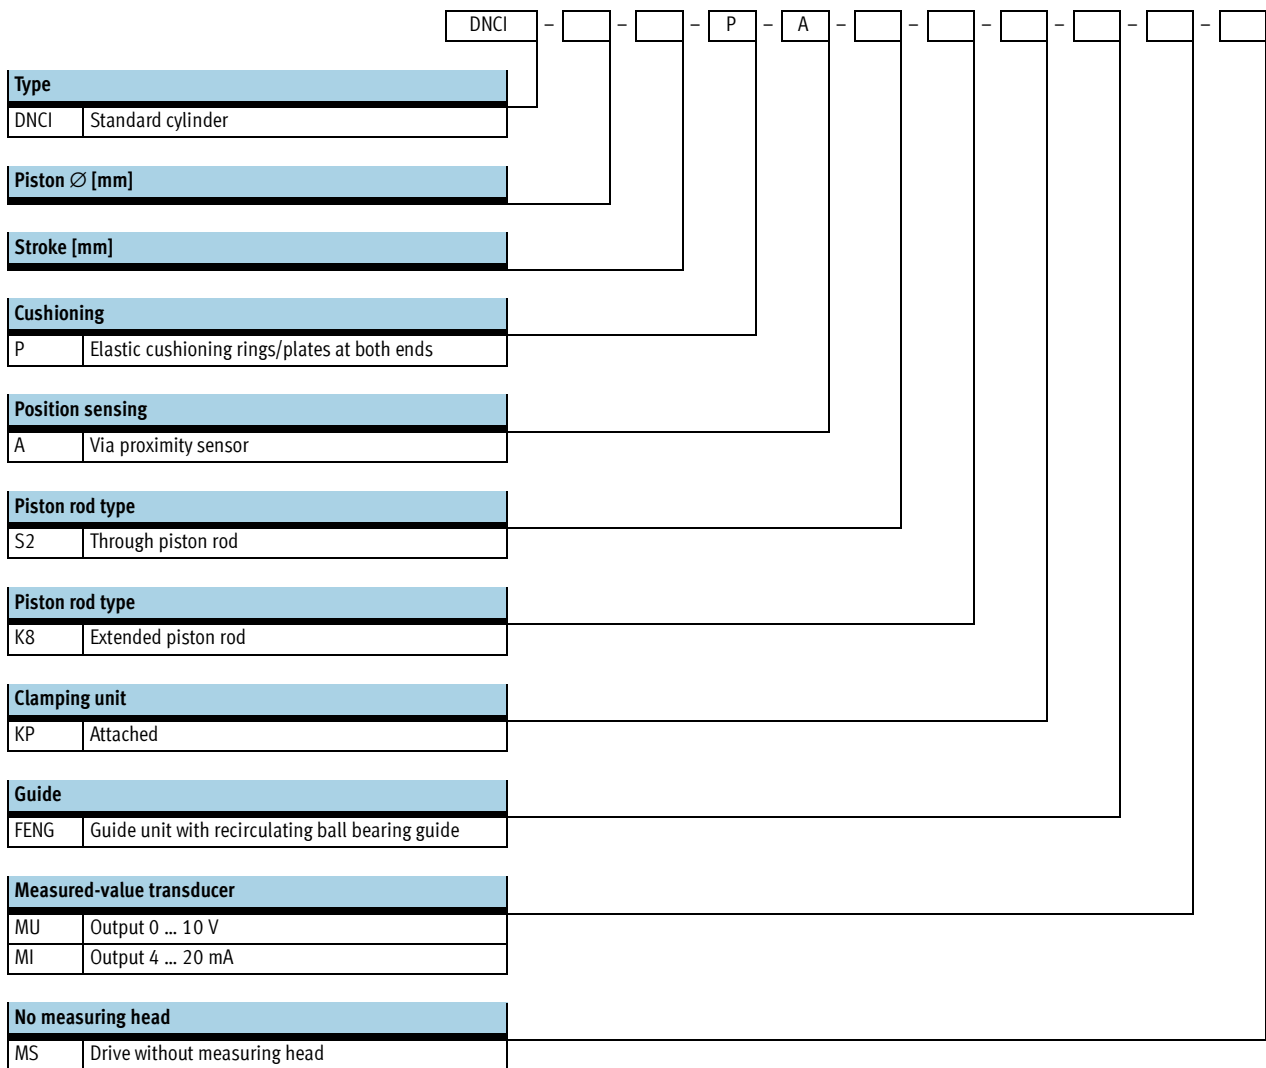 DNCI – – – P – A – – – – – –
Type
DNCI Standard cylinder
Piston ∅ [mm]
Stroke [mm]
Cushioning
P Elastic cushioning rings/plates at both ends
Position sensing
A Via proximity sensor
Piston rod type
S2 Through piston rod
Piston rod type
K8 Extended piston rod
Clamping unit
KP Attached
Guide
FENG Guide unit with recirculating ball bearing guide
Measured-value transducer
MU Output 0 ... 10 V
MI Output 4 ... 20 mA
No measuring head
MS Drive without measuring head